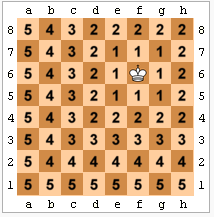 a b c d e f g h
8 5 4 3 2 2 2 2 2 8
7 5 4 3 2 1 1 1 2 7
6 5 4 3 2 1 1 2 6
5 5 4 3 2 1 1 1 2 5
4 5 4 3 2 2 2 2 2 4
3 5 4 3 3 3 3 3 3 3
2 5 4 4 4 4 4 4 4 2
1 5 5 5 5 5 5 5 5 1
a b c d e f g h